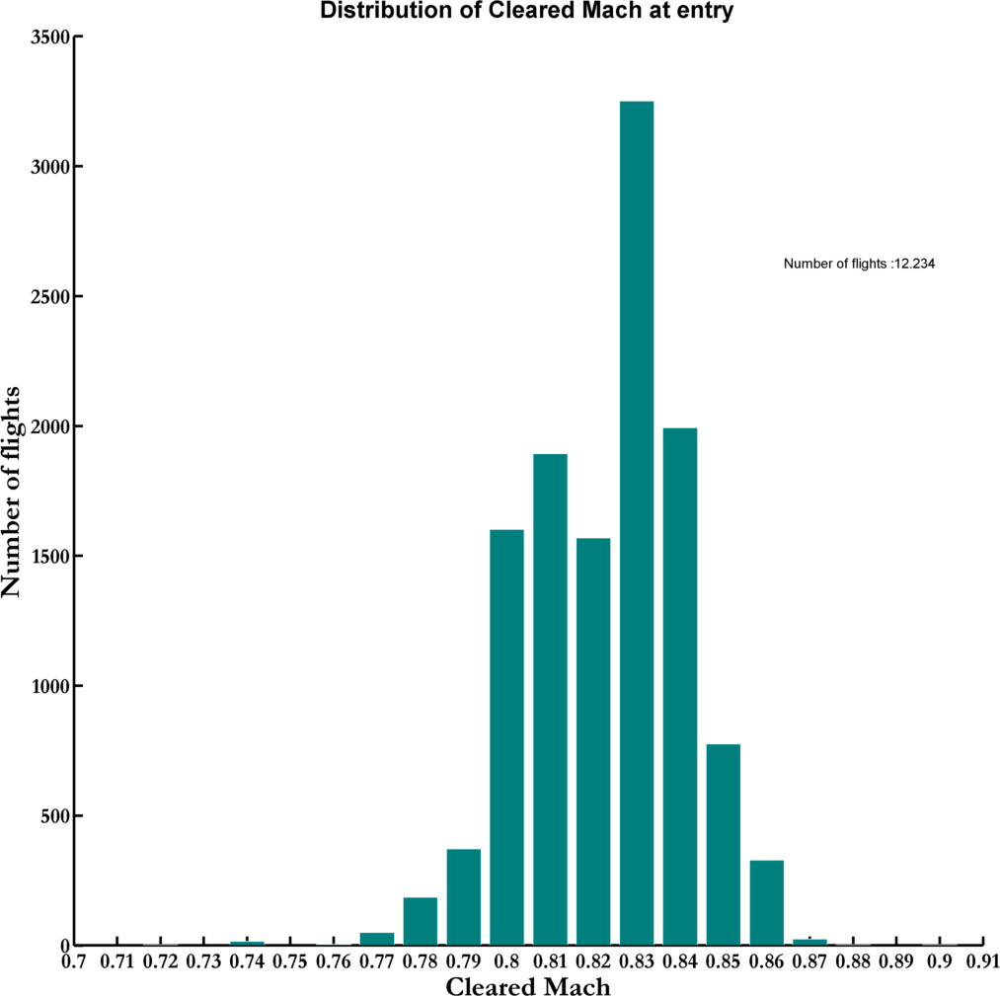 Distribution of Cleared Mach at entry
3500
3000
2500
2000
1500
1000
500
0
Number of flights
Number of flights :12.234
0.7 0.71 0.72 0.73 0.74 0.75 0.76 0.77 0.78 0.79 0.8 0.81 0.82 0.83 0.84 0.85 0.86 0.87 0.88 0.89 0.9 0.91
Cleared Mach